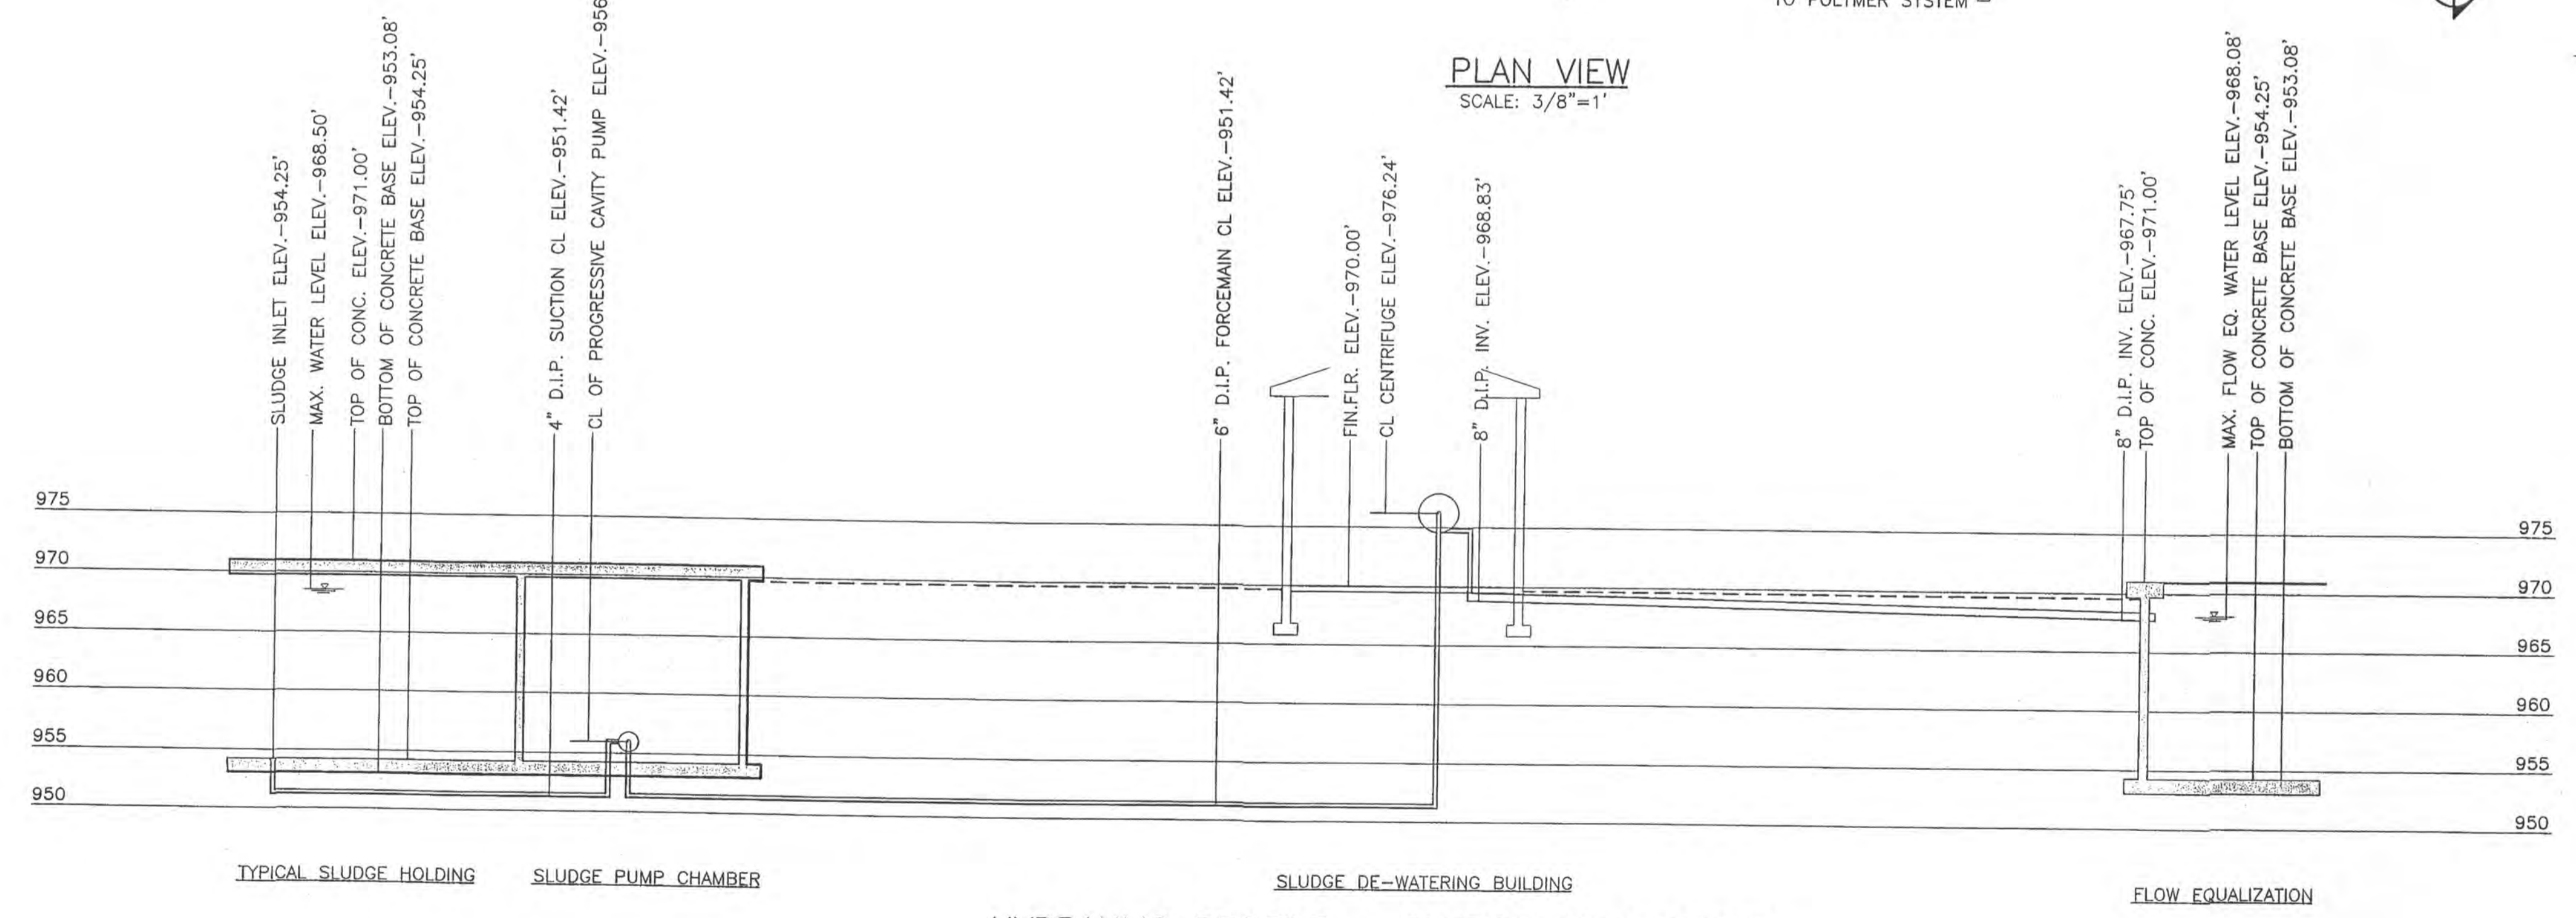 TO POLYMER SYSTEM
PLAN VIEW
SCALE: 3/8"=1'
SLUDGE INLET ELEV.-954.25'
MAX. WATER LEVEL ELEV.-968.50'
TOP OF CONC. ELEV.-971.00'
BOTTOM OF CONCRETE BASE ELEV.-953.08'
TOP OF CONCRETE BASE ELEV.-954.25'
4" D.I.P. SUCTION CL ELEV.-951.42'
CL OF PROGRESSIVE CAVITY PUMP ELEV.-956
6" D.I.P. FORCEMAIN CL ELEV.-951.42'
FIN.FLR. ELEV.-970.00'
CL CENTRIFUGE ELEV.-976.24'
8" D.I.P. INV. ELEV.-968.83'
8" D.I.P. INV. ELEV.-967.75'
TOP OF CONC. ELEV.-971.00'
MAX. FLOW EQ. WATER LEVEL ELEV.-968.08'
TOP OF CONCRETE BASE ELEV.-954.25'
BOTTOM OF CONCRETE BASE ELEV.-953.08'
975
970
965
960
955
950
975
970
965
960
955
950
TYPICAL SLUDGE HOLDING
SLUDGE PUMP CHAMBER
SLUDGE DE-WATERING BUILDING
FLOW EQUALIZATION